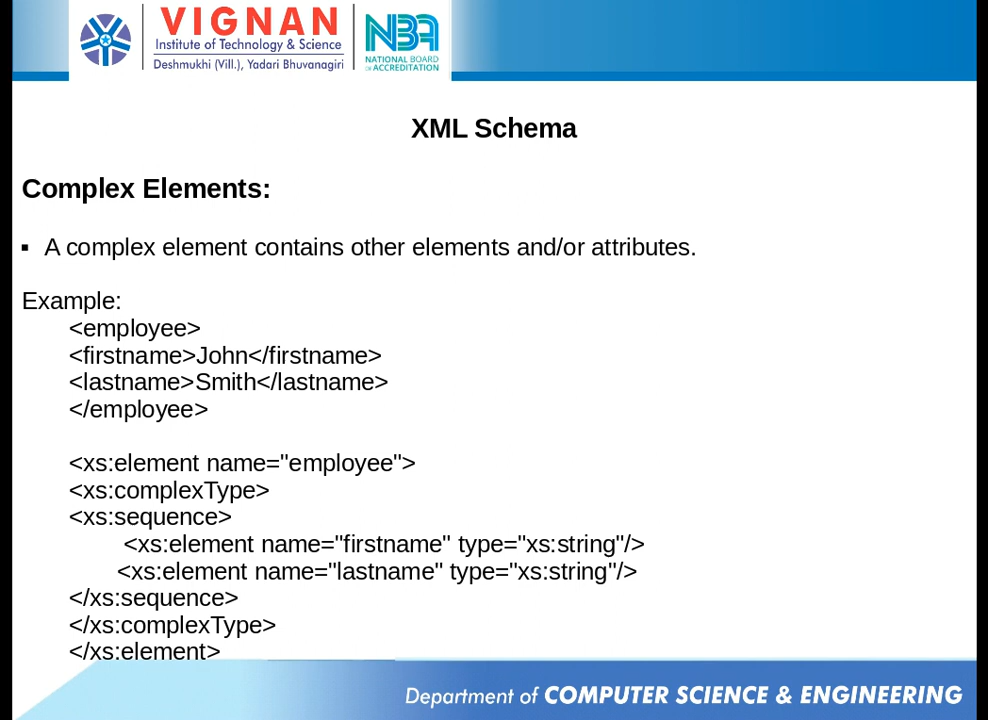 VIGNAN
Institute of Technology & Science
Deshmukhi (Vill.), Yadari Bhuvanagiri
NBA
NATIONAL BOARD
OF ACCREDITATION
XML Schema
Complex Elements:
▪ A complex element contains other elements and/or attributes.
Example:
<employee>
<firstname>John</firstname>
<lastname>Smith</lastname>
</employee>
<xs:element name="employee">
<xs:complexType>
<xs:sequence>
<xs:element name="firstname" type="xs:string"/>
<xs:element name="lastname" type="xs:string"/>
</xs:sequence>
</xs:complexType>
</xs:element>
Department of COMPUTER SCIENCE & ENGINEERING